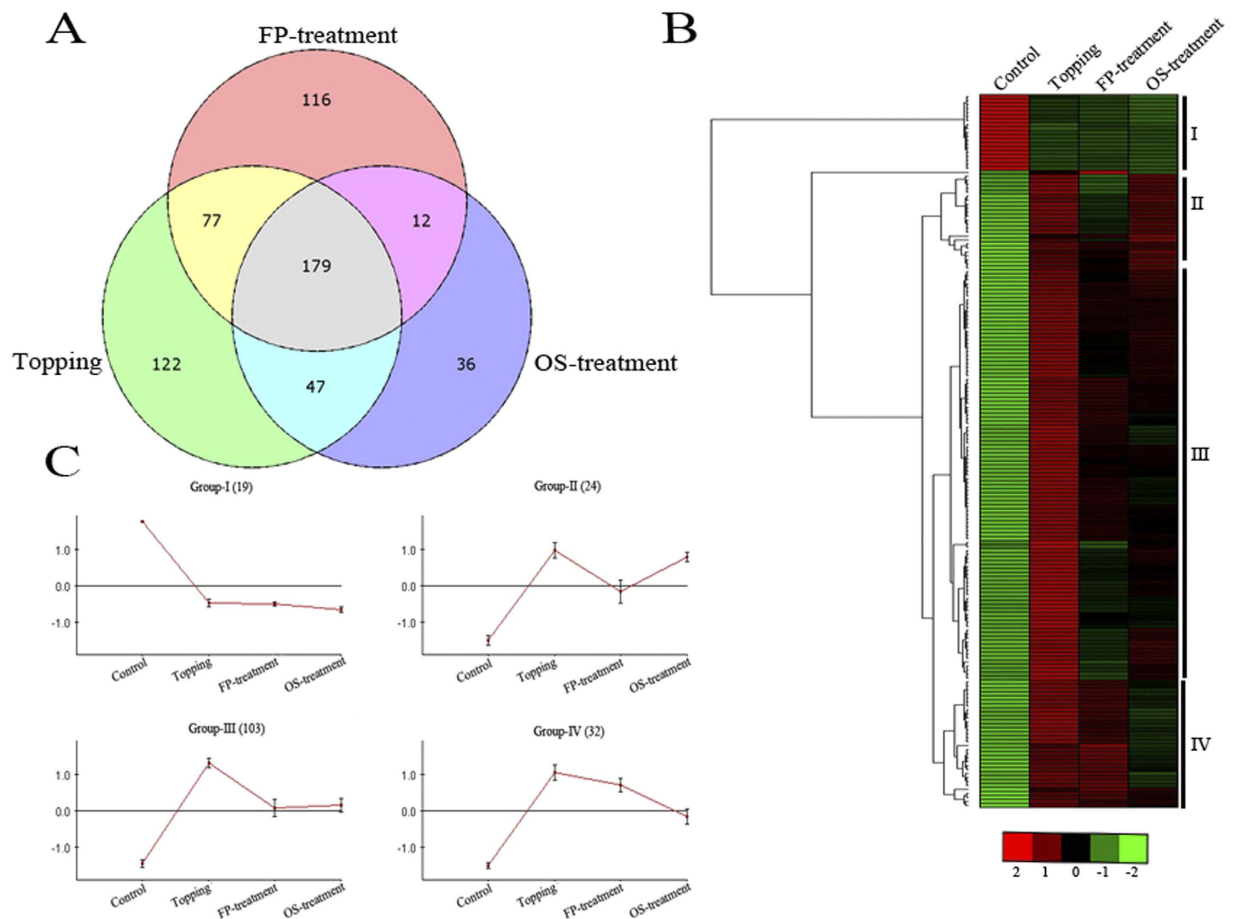 A
FP-treatment
116
77
12
179
Topping
122
47
36
OS-treatment
B
Control
Topping
FP-treatment
OS-treatment
I
II
III
IV
2 1 0 -1 -2
C
Group-I (19)
1.0
0.0
-1.0
Control
Topping
FP-treatment
OS-treatment
Group-II (24)
1.0
0.0
-1.0
Control
Topping
FP-treatment
OS-treatment
Group-III (103)
1.0
0.0
-1.0
Control
Topping
FP-treatment
OS-treatment
Group-IV (32)
1.0
0.0
-1.0
Control
Topping
FP-treatment
OS-treatment